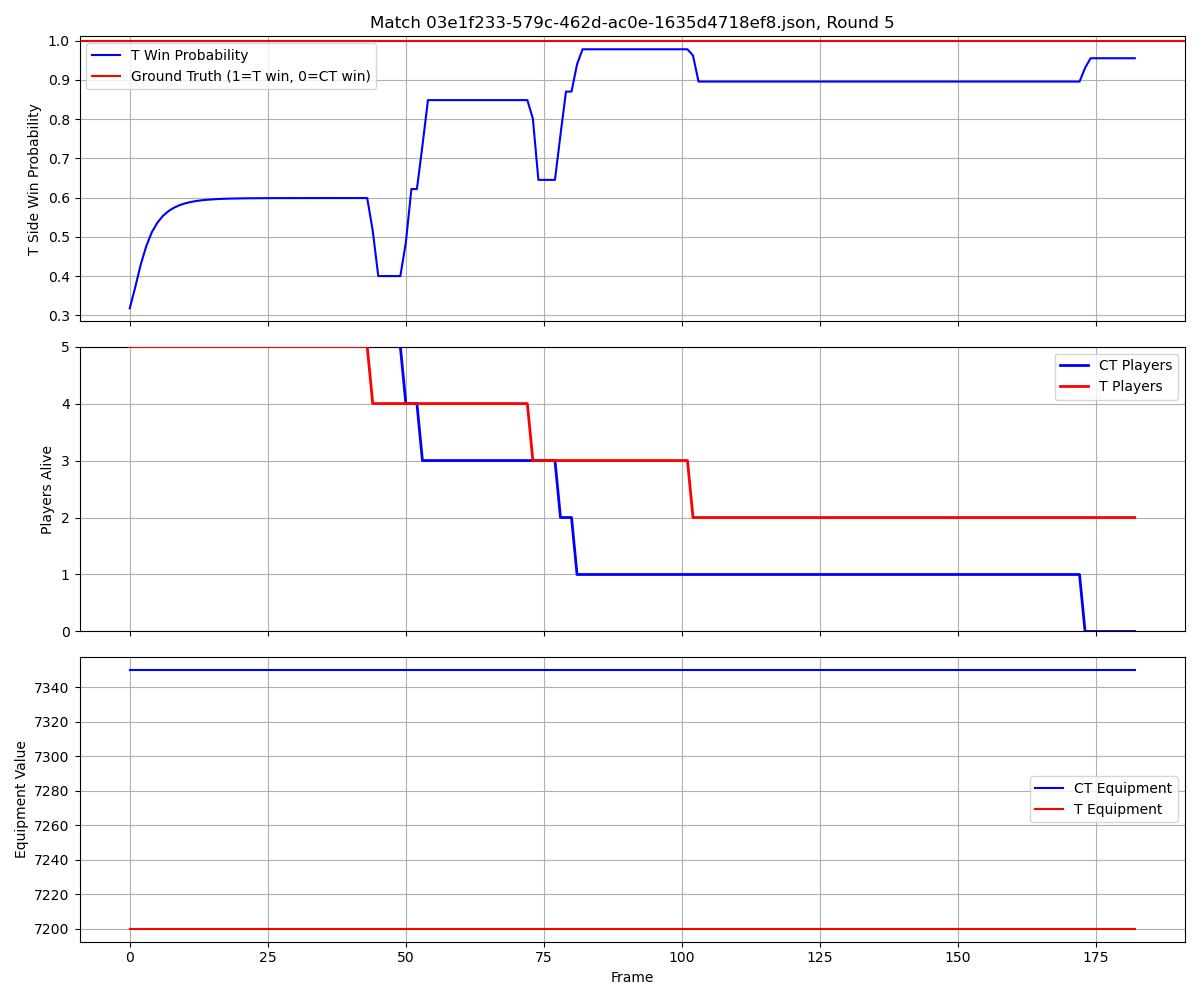 Match 03e1f233-579c-462d-ac0e-1635d4718ef8.json, Round 5
T Side Win Probability
1.0
0.9
0.8
0.7
0.6
0.5
0.4
0.3
T Win Probability
Ground Truth (1=T win, 0=CT win)
Players Alive
5
4
3
2
1
0
CT Players
T Players
Equipment Value
7340
7320
7300
7280
7260
7240
7220
7200
CT Equipment
T Equipment
0 25 50 75 100 125 150 175
Frame